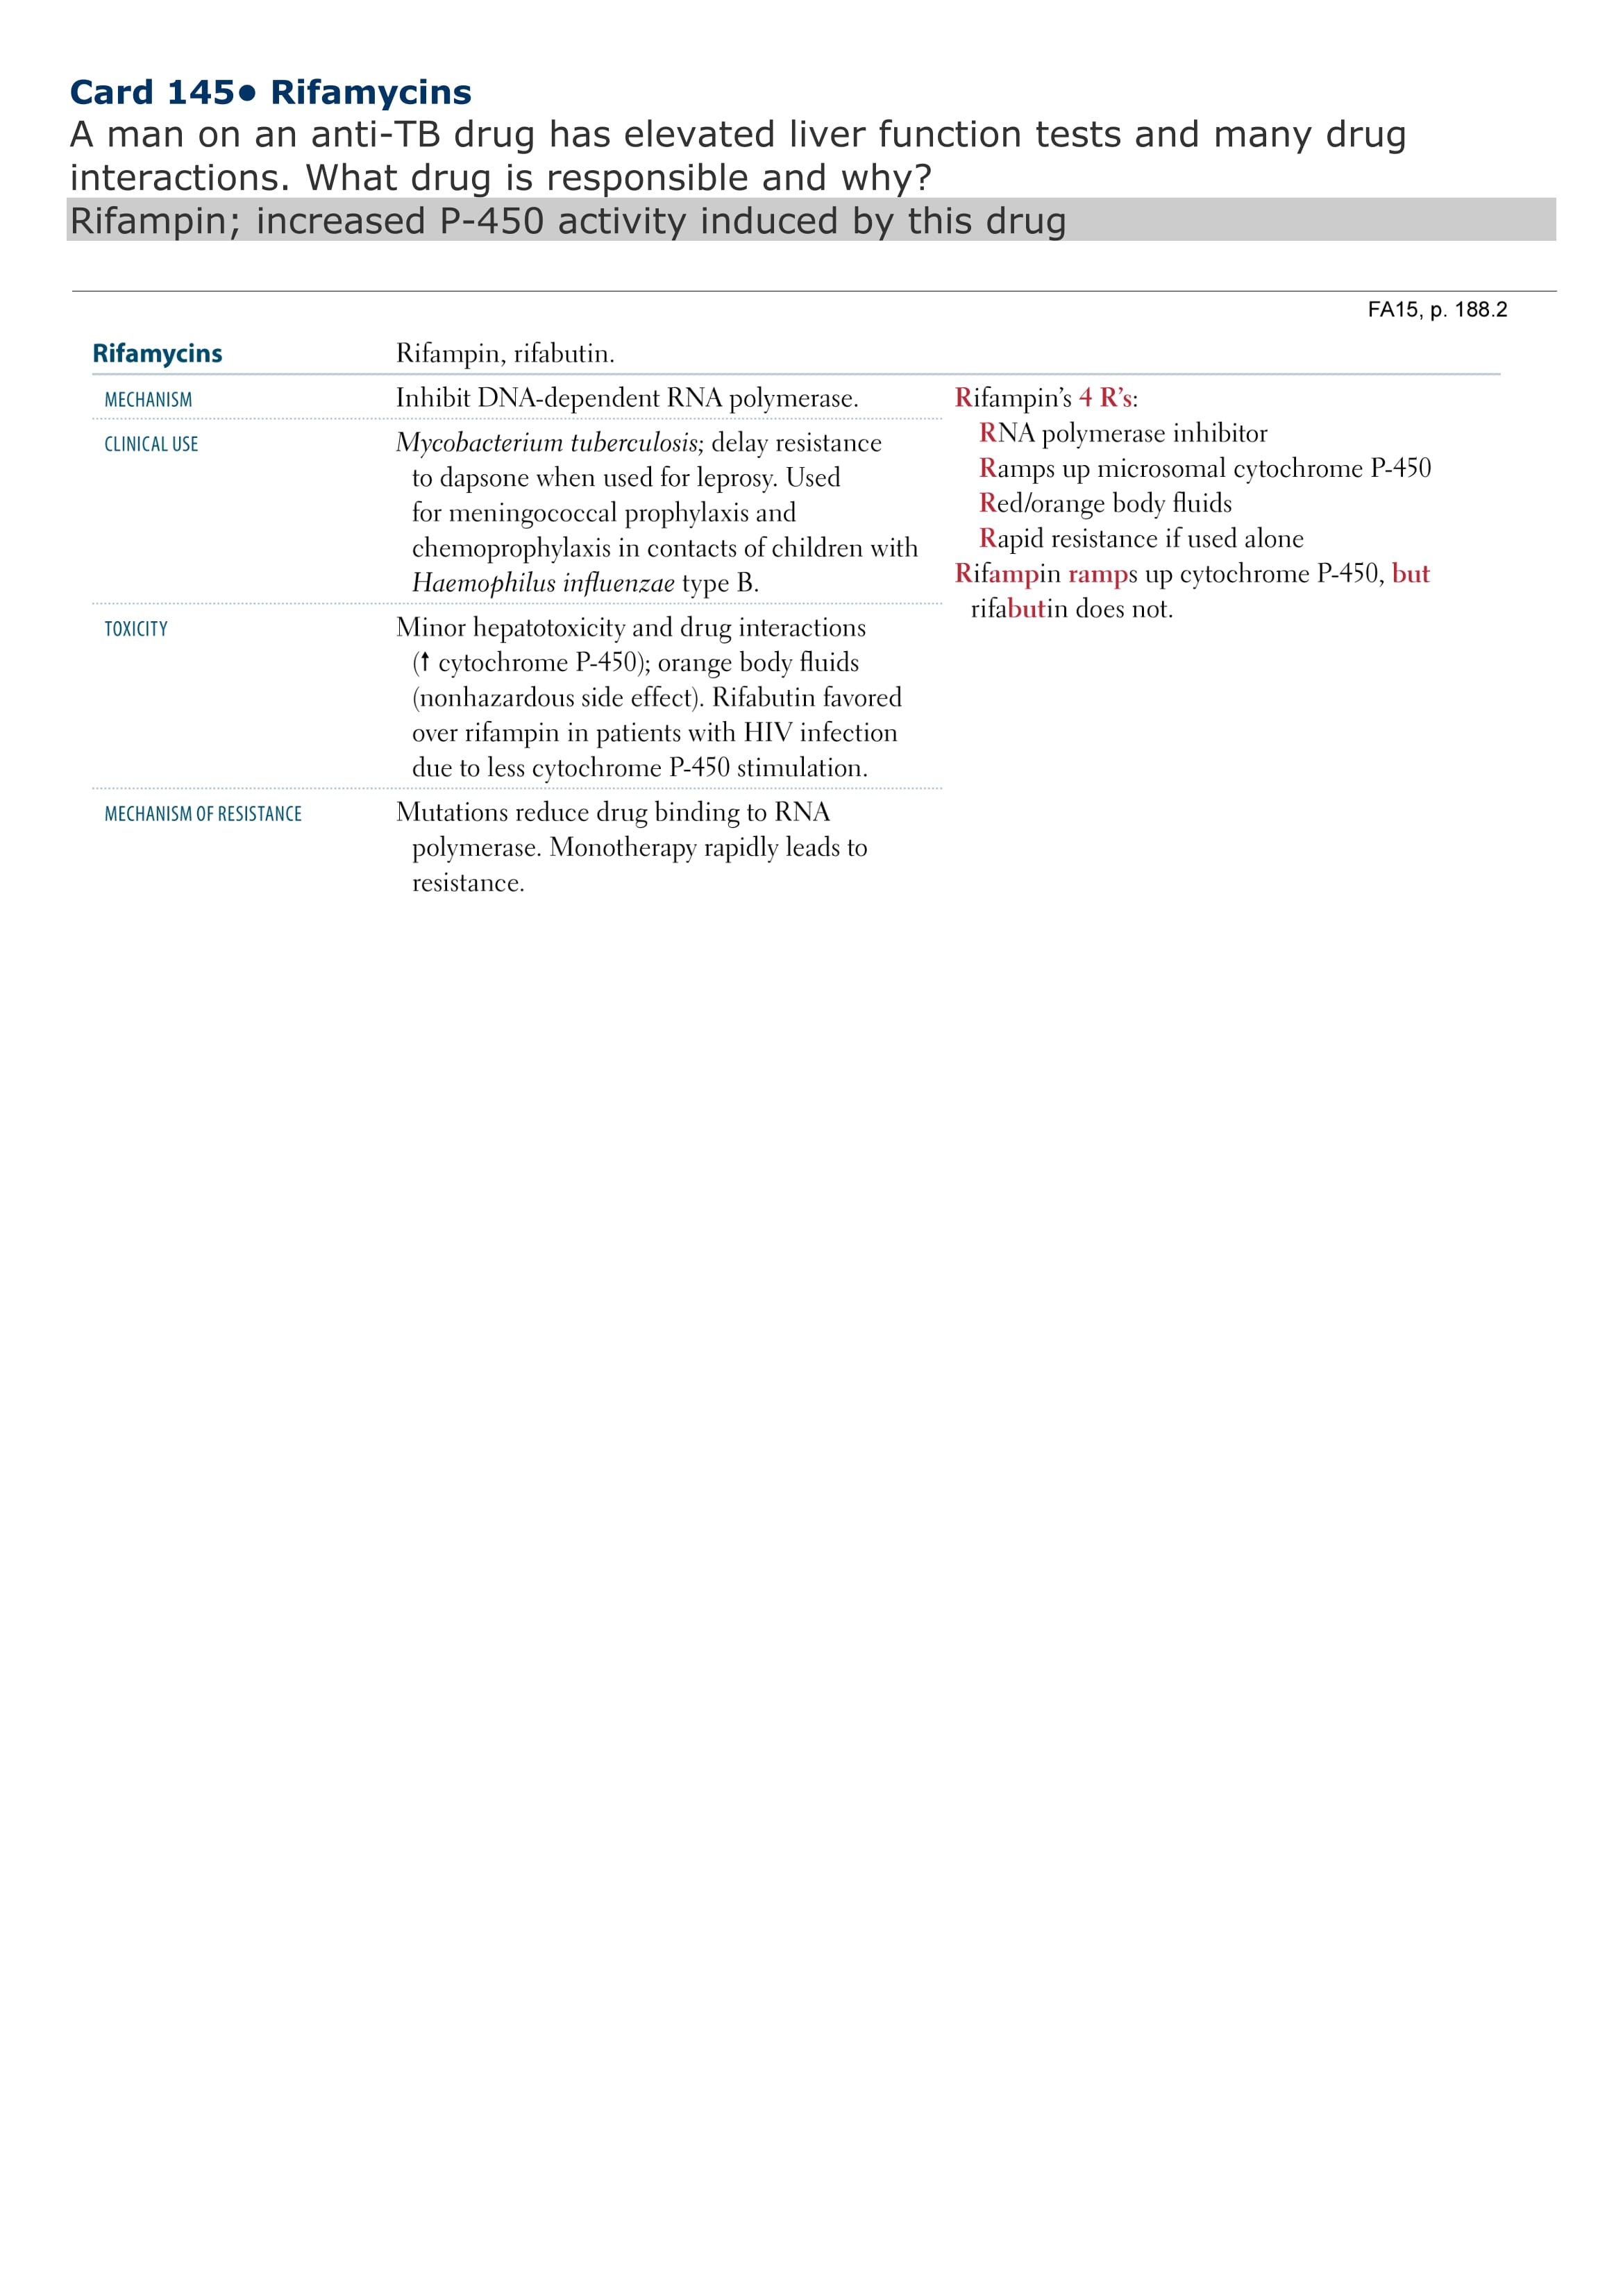 Card 145● Rifamycins
A man on an anti-TB drug has elevated liver function tests and many drug
interactions. What drug is responsible and why?
Rifampin; increased P-450 activity induced by this drug
FA15, p. 188.2
Rifamycins
Rifampin, rifabutin.
MECHANISM
Inhibit DNA-dependent RNA polymerase.
CLINICAL USE
Mycobacterium tuberculosis; delay resistance
to dapsone when used for leprosy. Used
for meningococcal prophylaxis and
chemoprophylaxis in contacts of children with
Haemophilus influenzae type B.
TOXICITY
Minor hepatotoxicity and drug interactions
(↑ cytochrome P-450); orange body fluids
(nonhazardous side effect). Rifabutin favored
over rifampin in patients with HIV infection
due to less cytochrome P-450 stimulation.
MECHANISM OF RESISTANCE
Mutations reduce drug binding to RNA
polymerase. Monotherapy rapidly leads to
resistance.
Rifampin's 4 R's:
RNA polymerase inhibitor
Ramps up microsomal cytochrome P-450
Red/orange body fluids
Rapid resistance if used alone
Rifampin ramps up cytochrome P-450, but
rifabutin does not.